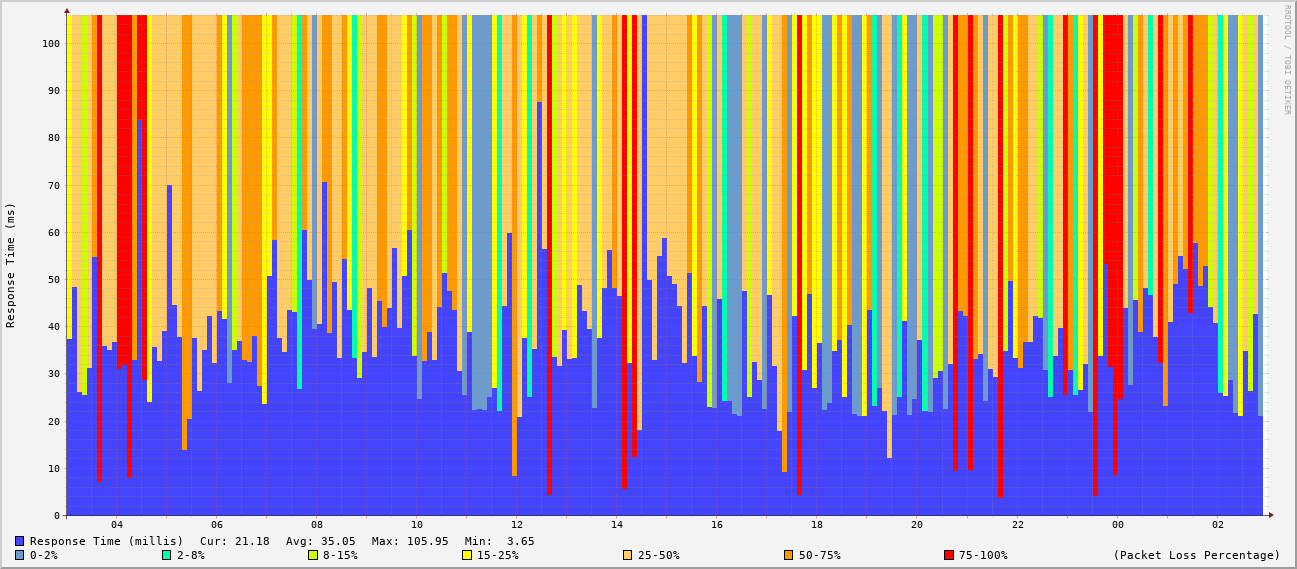 RRDTOOL / TOBI OETIKER
Response Time (ms)
100
90
80
70
60
50
40
30
20
10
0
04 06 08 10 12 14 16 18 20 22 00 02
Response Time (millis) Cur: 21.18 Avg: 35.05 Max: 105.95 Min: 3.65
0-2% 2-8% 8-15% 15-25% 25-50% 50-75% 75-100% (Packet Loss Percentage)